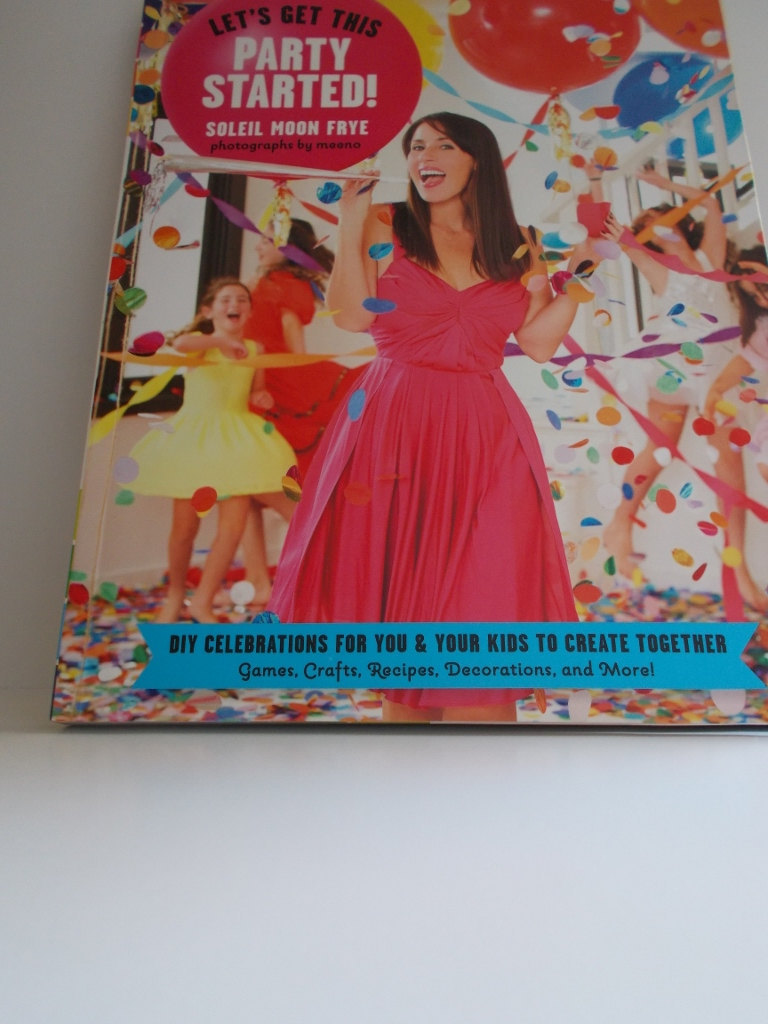 LET'S GET THIS
PARTY
STARTED!
SOLEIL MOON FRYE
photographs by meeno
DIY CELEBRATIONS FOR YOU & YOUR KIDS TO CREATE TOGETHER
Games, Crafts, Recipes, Decorations, and More!